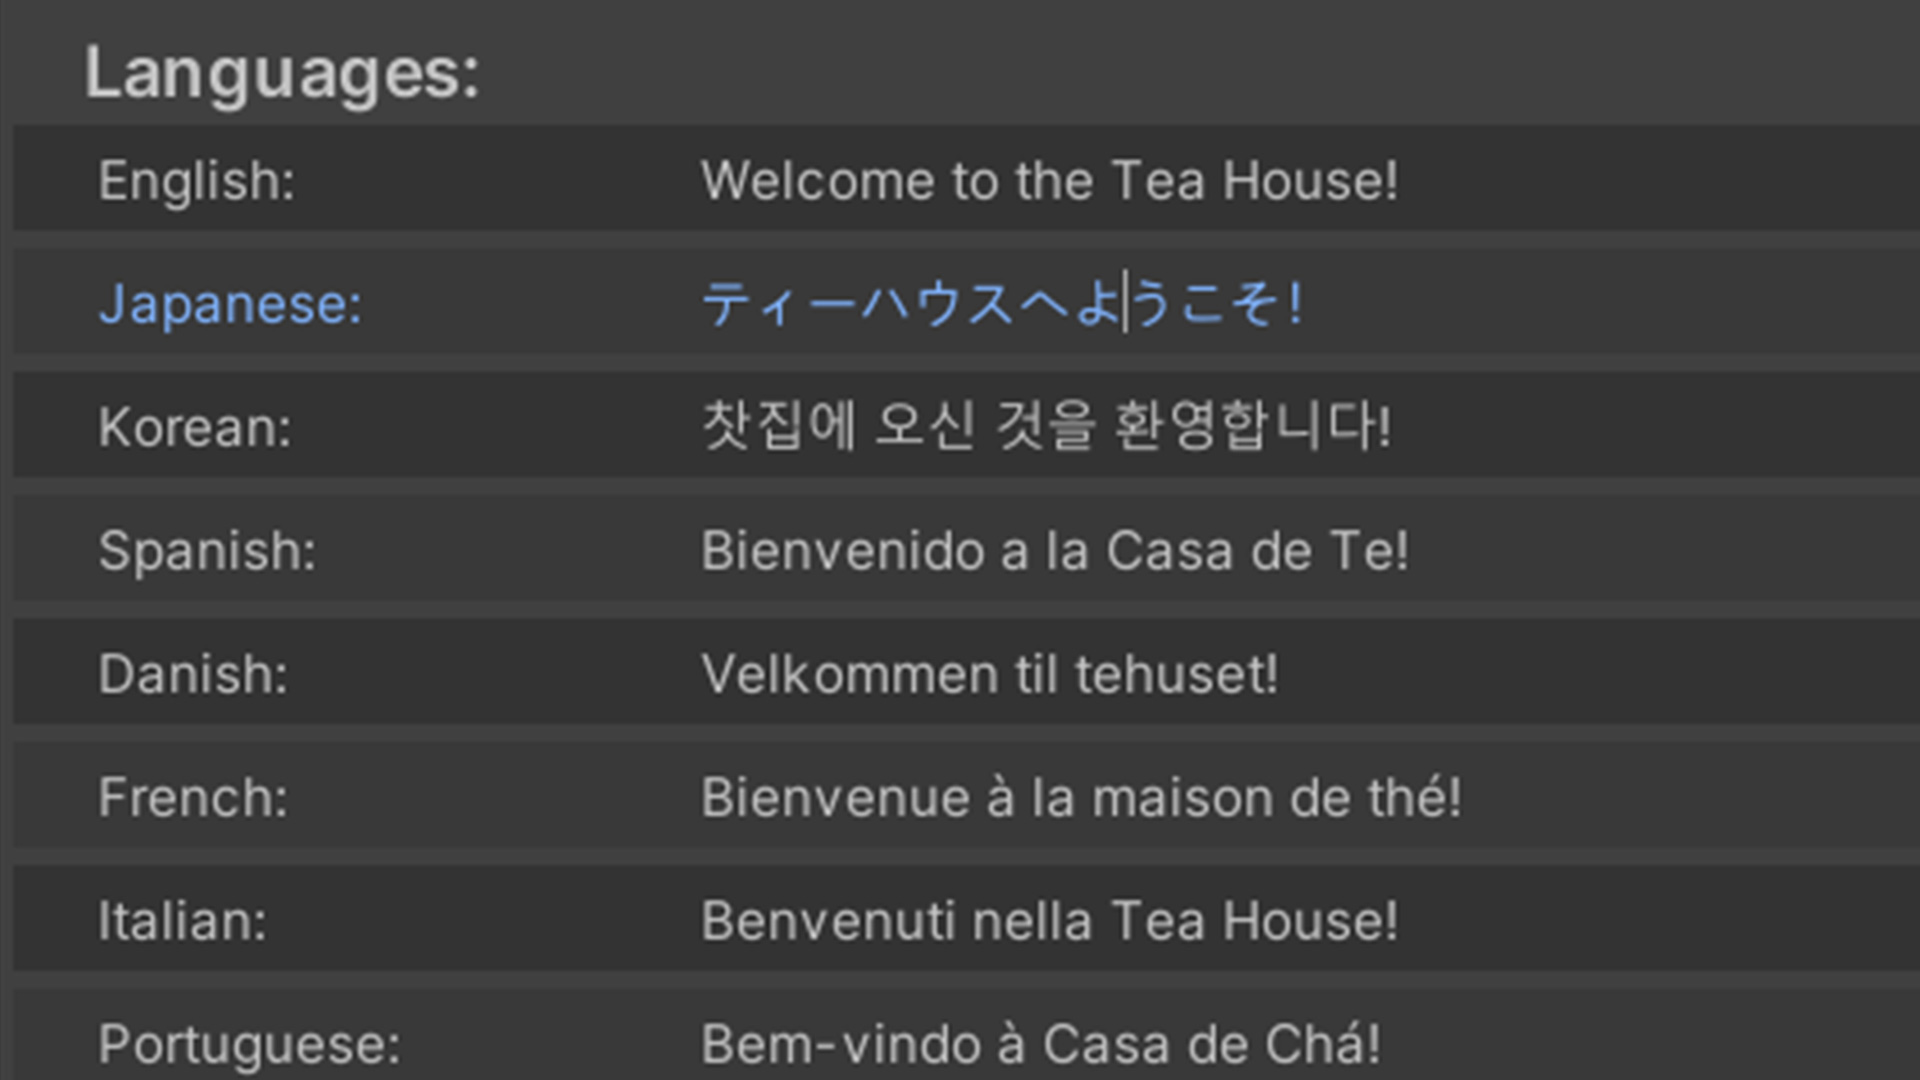 Languages:
English: Welcome to the Tea House!
Japanese: ティーハウスへようこそ!
Korean: 찻집에 오신 것을 환영합니다!
Spanish: Bienvenido a la Casa de Te!
Danish: Velkommen til tehuset!
French: Bienvenue à la maison de thé!
Italian: Benvenuti nella Tea House!
Portuguese: Bem-vindo à Casa de Chá!